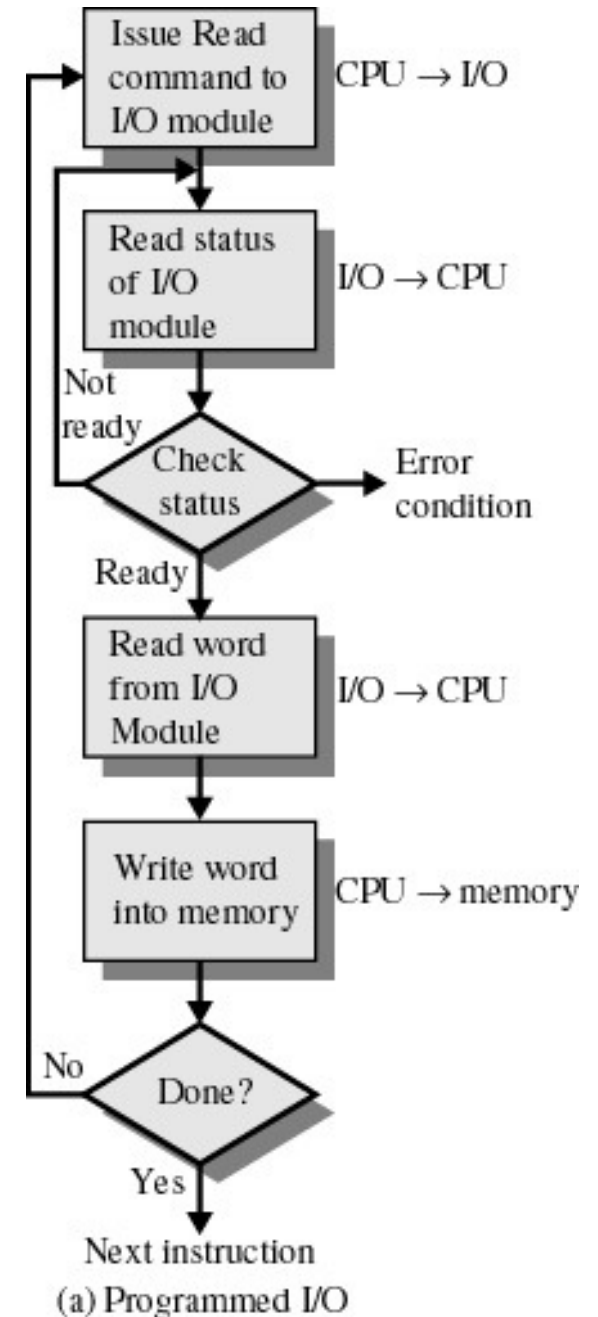 Issue Read
command to
I/O module
CPU → I/O
Read status
of I/O
module
I/O → CPU
Not
ready
Check
status
Error
condition
Ready
Read word
from I/O
Module
I/O → CPU
Write word
into memory
CPU → memory
No
Done?
Yes
Next instruction
(a) Programmed I/O